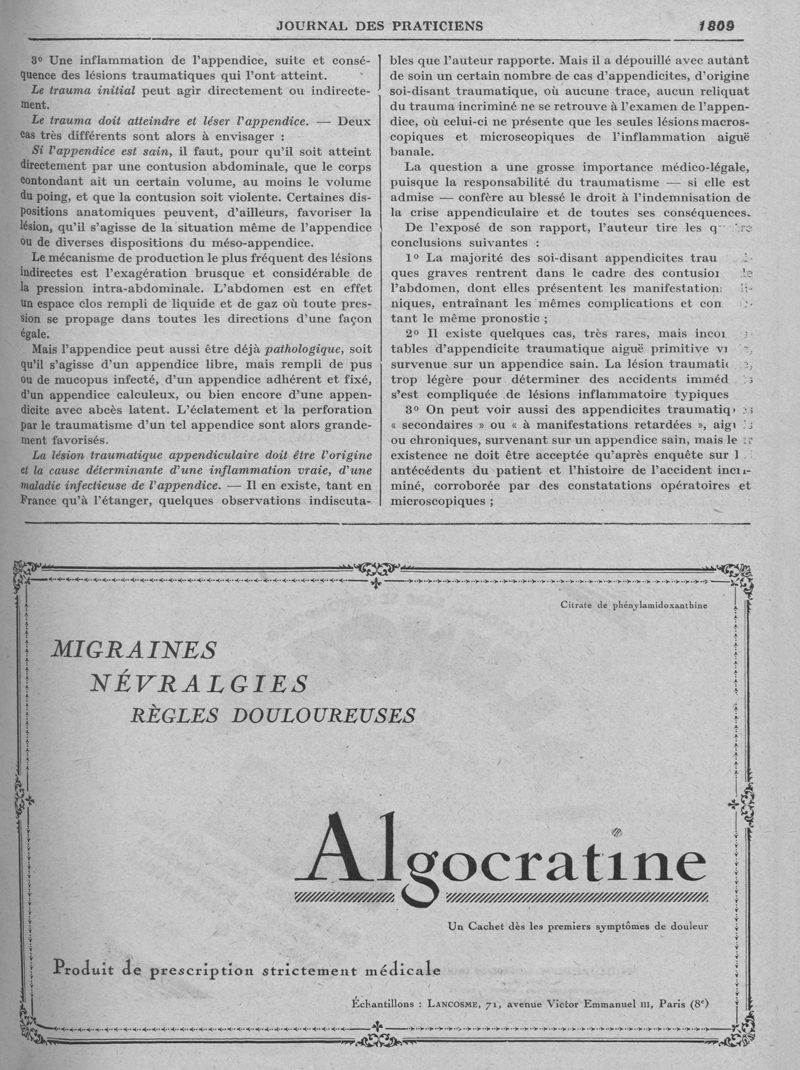 JOURNAL DES PRATICIENS
1809
3º Une inflammation de l'appendice, suite et consé-
quence des lésions traumatiques qui l'ont atteint.
Le trauma initial peut agir directement ou indirecte-
ment.
Le trauma doit atteindre et léser l'appendice. — Deux
cas très différents sont alors à envisager :
Si l'appendice est sain, il faut, pour qu'il soit atteint
directement par une contusion abdominale, que le corps
contondant ait un certain volume, au moins le volume
du poing, et que la contusion soit violente. Certaines dis-
positions anatomiques peuvent, d'ailleurs, favoriser la
lésion, qu'il s'agisse de la situation même de l'appendice
ou de diverses dispositions du méso-appendice.
Le mécanisme de production le plus fréquent des lésions
indirectes est l'exagération brusque et considérable de
la pression intra-abdominale. L'abdomen est en effet
un espace clos rempli de liquide et de gaz où toute pres-
sion se propage dans toutes les directions d'une façon
égale.
Mais l'appendice peut aussi être déjà pathologique, soit
qu'il s'agisse d'un appendice libre, mais rempli de pus
ou de mucopus infecté, d'un appendice adhérent et fixé,
d'un appendice calculeux, ou bien encore d'une appen-
dicite avec abcès latent. L'éclatement et la perforation
par le traumatisme d'un tel appendice sont alors grande-
ment favorisés.
La lésion traumatique appendiculaire doit être l'origine
et la cause déterminante d'une inflammation vraie, d'une
maladie infectieuse de l'appendice. — Il en existe, tant en
France qu'à l'étanger, quelques observations indiscuta-
bles que l'auteur rapporte. Mais il a dépouillé avec autant
de soin un certain nombre de cas d'appendicites, d'origine
soi-disant traumatique, où aucune trace, aucun reliquat
du trauma incriminé ne se retrouve à l'examen de l'appen-
dice, où celui-ci ne présente que les seules lésions macros-
copiques et microscopiques de l'inflammation aiguë
banale.
La question a une grosse importance médico-légale,
puisque la responsabilité du traumatisme — si elle est
admise — confère au blessé le droit à l'indemnisation de
la crise appendiculaire et de toutes ses conséquences.
De l'exposé de son rapport, l'auteur tire les
conclusions suivantes :
1º La majorité des soi-disant appendicites
ques graves rentrent dans le cadre des
l'abdomen, dont elles présentent les
niques, entraînant les mêmes complications et
tant le même pronostic ;
2º Il existe quelques cas, très rares, mais
tables d'appendicite traumatique aiguë primitive
survenue sur un appendice sain. La lésion
trop légère pour déterminer des accidents
s'est compliquée de lésions inflammatoire typiques
3º On peut voir aussi des appendicites
« secondaires » ou « à manifestations retardées »,
ou chroniques, survenant sur un appendice sain, mais
existence ne doit être acceptée qu'après enquête sur
antécédents du patient et l'histoire de l'accident
miné, corroborée par des constatations opératoires et
microscopiques ;
Citrate de phénylamidoxanthine
MIGRAINES
NÉVRALGIES
RÈGLES DOULOUREUSES
Algocratine
Un Cachet dès les premiers symptômes de douleur
Produit de prescription strictement médicale
Échantillons : LANCOSME, 71, avenue Victor Emmanuel III, Paris (8e)